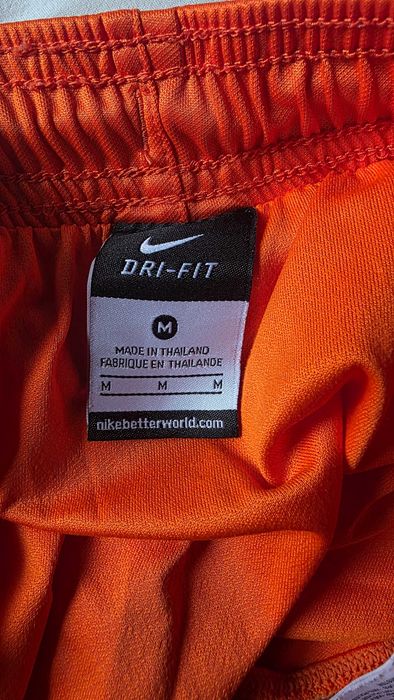 DRI-FIT
M
MADE IN THAILAND
FABRIQUE EN THAILANDE
M M M
nikebetterworld.com